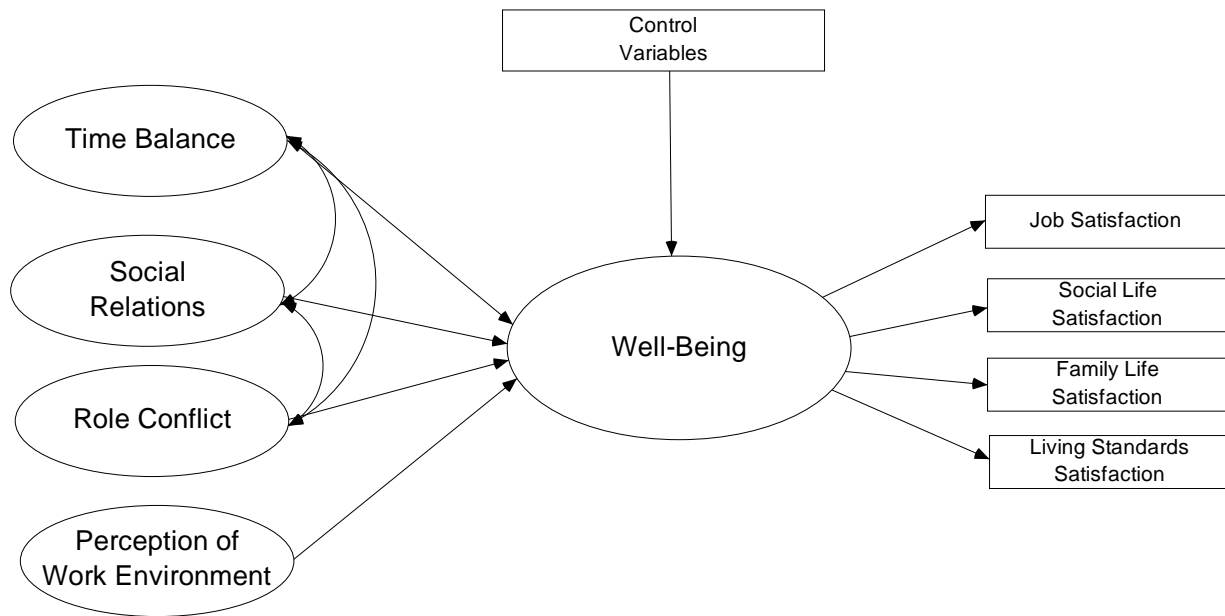 Control
Variables
Time Balance
Social
Relations
Role Conflict
Perception of
Work Environment
Well-Being
Job Satisfaction
Social Life
Satisfaction
Family Life
Satisfaction
Living Standards
Satisfaction